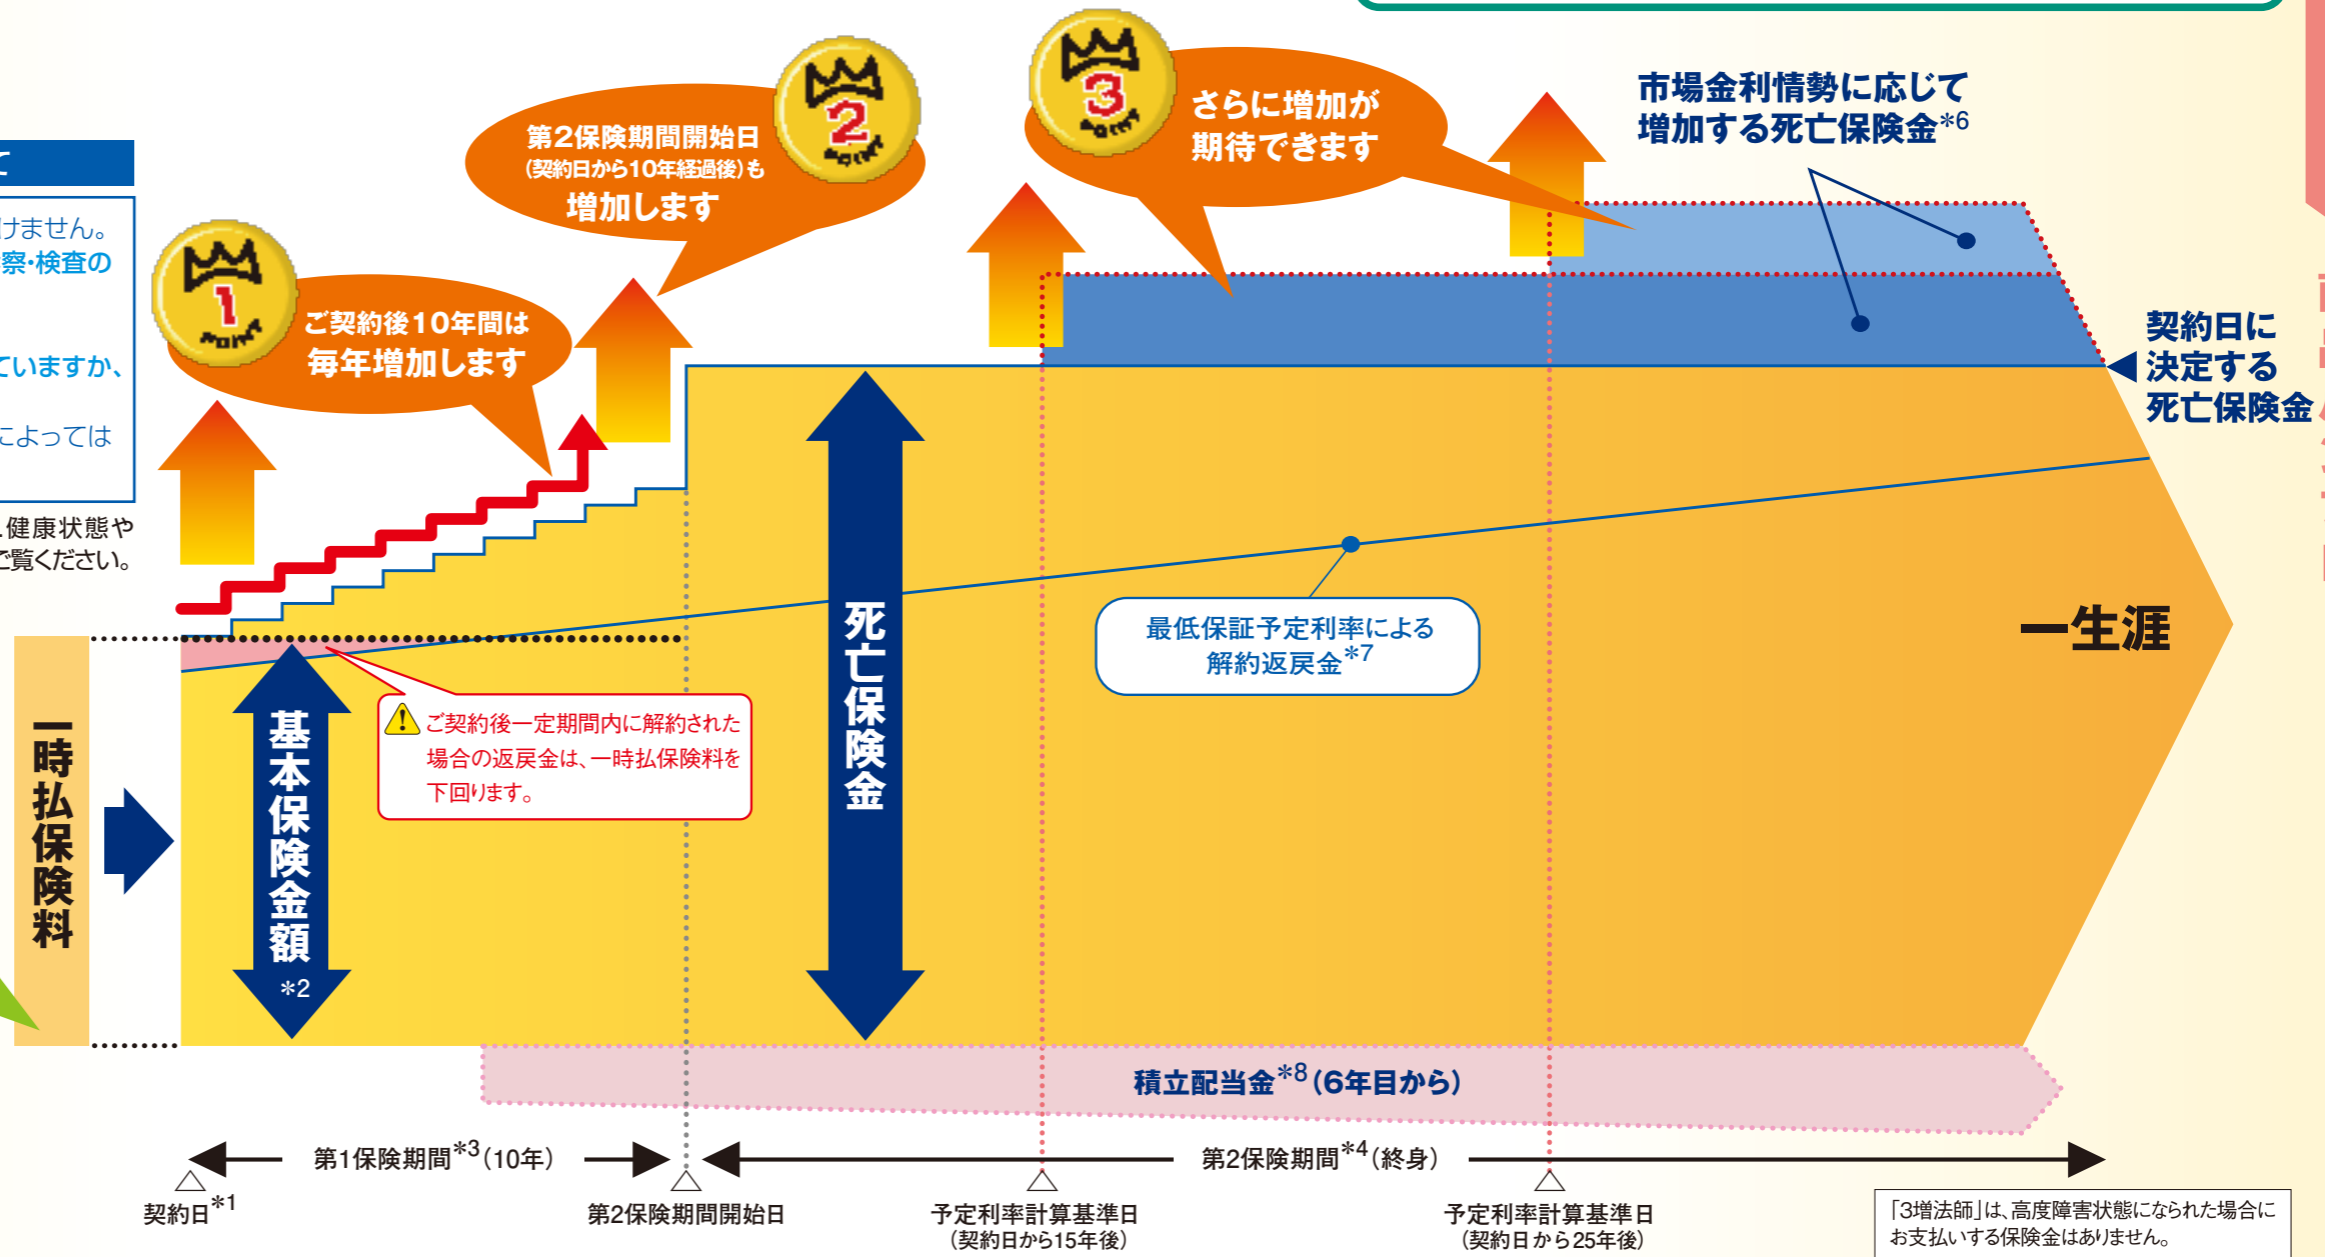 て
けません。
察・検査の
ていますか、
によっては
健康状態や
ご覧ください。
1
ご契約後10年間は
毎年増加します
2
第2保険期間開始日
(契約日から10年経過後)も
増加します
3
さらに増加が
期待できます
市場金利情勢に応じて
増加する死亡保険金*6
契約日に
決定する
死亡保険金
一時払保険料
基本保険金額
*2
ご契約後一定期間内に解約された
場合の返戻金は、一時払保険料を
下回ります。
死亡保険金
最低保証予定利率による
解約返戻金*7
一生涯
積立配当金*8(6年目から)
第1保険期間*3(10年)
第2保険期間*4(終身)
契約日*1
第2保険期間開始日
予定利率計算基準日
(契約日から15年後)
予定利率計算基準日
(契約日から25年後)
「3増法師」は、高度障害状態になられた場合に
お支払いする保険金はありません。